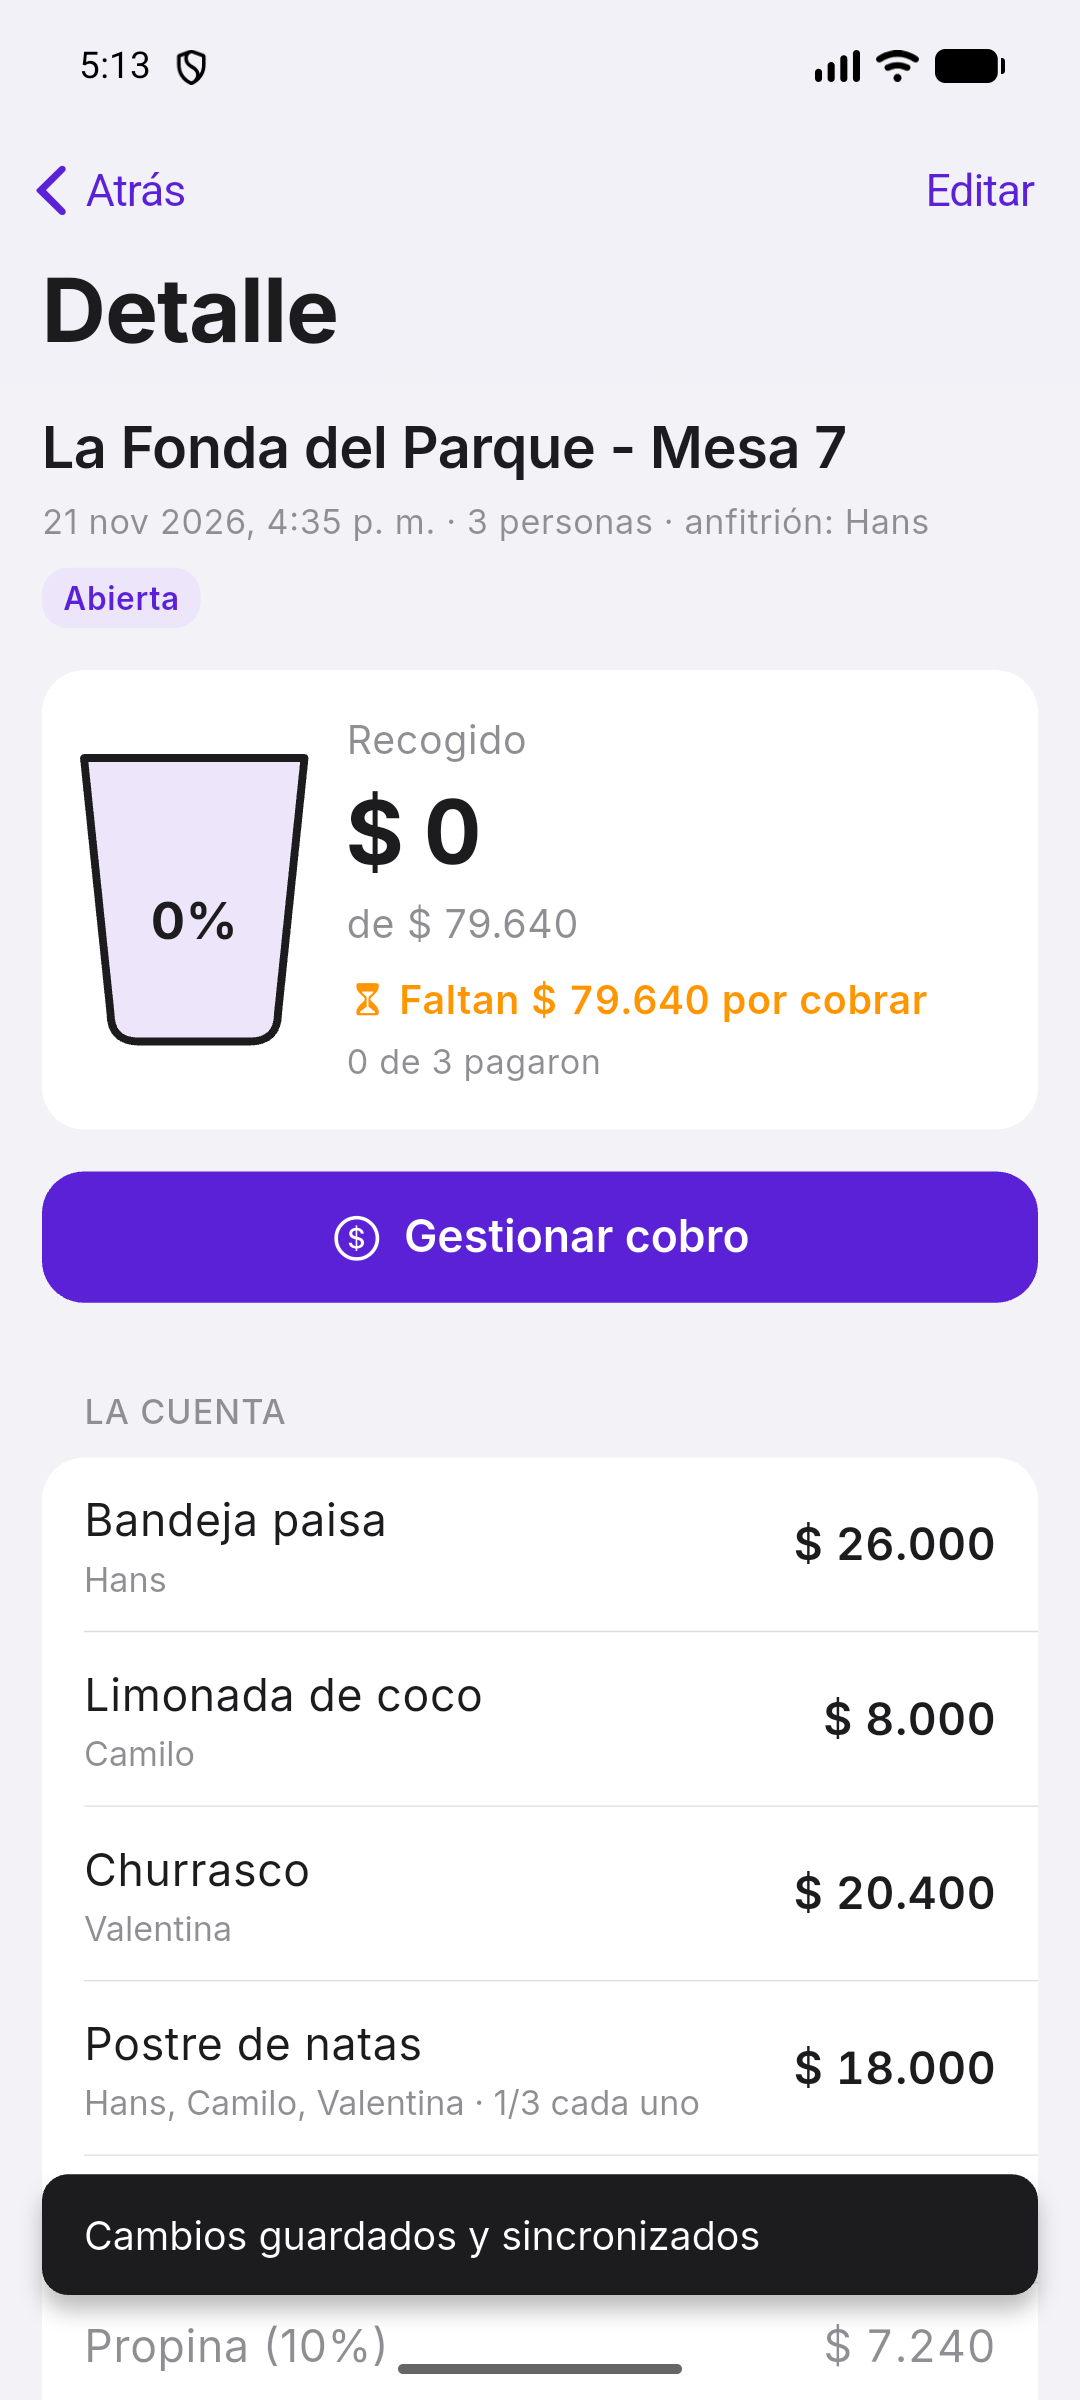 5:13
Atrás
Editar
Detalle
La Fonda del Parque - Mesa 7
21 nov 2026, 4:35 p. m. · 3 personas · anfitrión: Hans
Abierta
0%
Recogido
$ 0
de $ 79.640
Faltan $ 79.640 por cobrar
0 de 3 pagaron
Gestionar cobro
LA CUENTA
Bandeja paisa
$ 26.000
Hans
Limonada de coco
$ 8.000
Camilo
Churrasco
$ 20.400
Valentina
Postre de natas
$ 18.000
Hans, Camilo, Valentina · 1/3 cada uno
Cambios guardados y sincronizados
Propina (10%)
$ 7.240